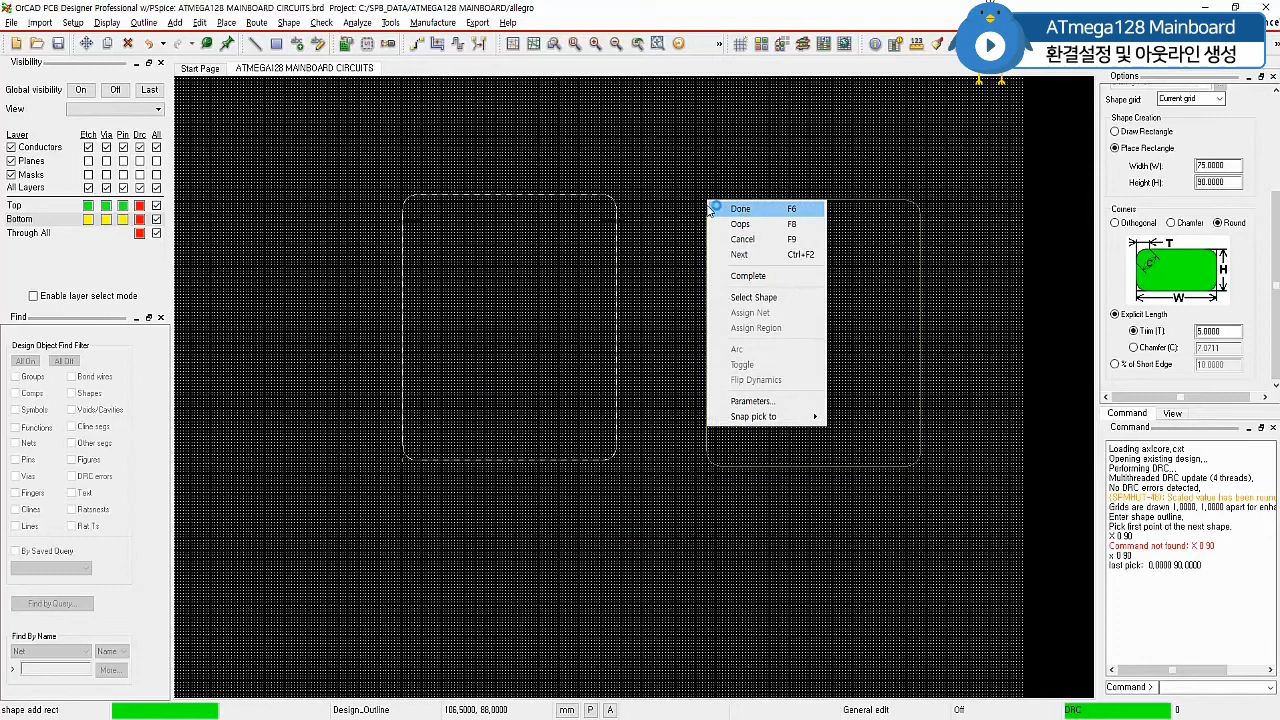 OrCAD PCB Designer Professional w/PSpice: ATMEGA128 MAINBOARD CIRCUITS.brd  Project: C:/SPB_DATA/ATMEGA128 MAINBOARD/allegro
ATmega128 Mainboard
환결설정 및 아웃라인 생성
File Import Setup Display Outline Add Place Route Shape Check Analyze Tools Manufacture Export Help
Visibility
Global visibility On Off Last
View
Layer Etch Via Pin Drc All
Conductors
Planes
Masks
All Layers
Top
Bottom
Through All
Enable layer select mode
Find
Design Object Find Filter
All On All Off
Groups Bond wires
Comps Shapes
Symbols Voids/Cavities
Functions Cline segs
Nets Other segs
Pins Figures
Vias DRC errors
Fingers Text
Clines Ratsnests
Lines Rat Ts
By Saved Query
Find by Query...
Find By Name
Net Name
> More...
Start Page ATMEGA128 MAINBOARD CIRCUITS
Done F6
Oops F8
Cancel F9
Next Ctrl+F2
Complete
Select Shape
Assign Net
Assign Region
Arc
Toggle
Flip Dynamics
Parameters...
Snap pick to
Options
Shape grid: Current grid
Shape Creation
Draw Rectangle
Place Rectangle
Width (W): 75.0000
Height (H): 90.0000
Corners
Orthogonal Chamfer Round
T
C
H
W
Explicit Length
Trim (T): 5.0000
Chamfer (C): 7.0711
% of Short Edge 10.0000
Command View
Command
Loading axlcore.cxt
Opening existing design...
Performing DRC...
Multithreaded DRC update (4 threads).
No DRC errors detected.
(SPMHUT-48): Scaled value has been roun
Grids are drawn 1.0000, 1.0000 apart for enha
Enter shape outline.
Pick first point of the next shape.
X 0 90
Command not found: X 0 90
x 0 90
last pick: 0.0000 90.0000
Command >
shape add rect Design_Outline 106.5000, 88.0000 mm P A General edit Off DRC 0